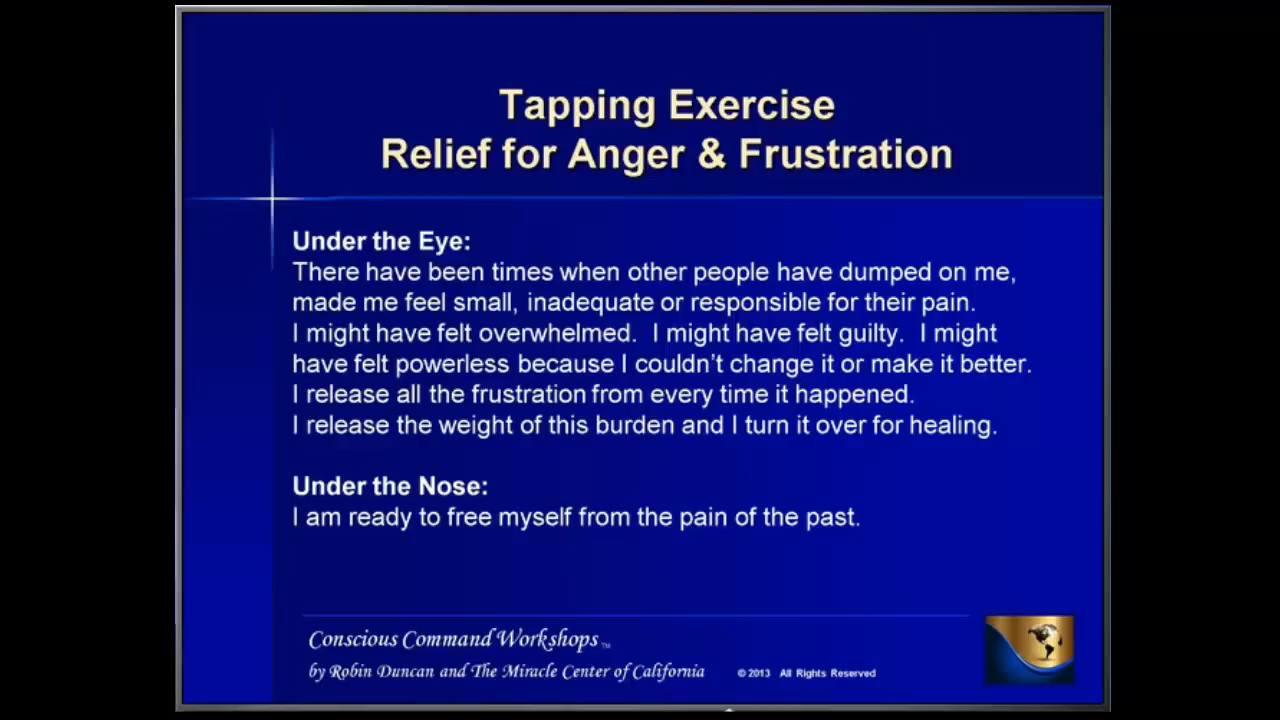 Tapping Exercise
Relief for Anger & Frustration
Under the Eye:
There have been times when other people have dumped on me,
made me feel small, inadequate or responsible for their pain.
I might have felt overwhelmed.  I might have felt guilty.  I might
have felt powerless because I couldn’t change it or make it better.
I release all the frustration from every time it happened.
I release the weight of this burden and I turn it over for healing.
Under the Nose:
I am ready to free myself from the pain of the past.
Conscious Command Workshops TM
by Robin Duncan and The Miracle Center of California © 2013 All Rights Reserved